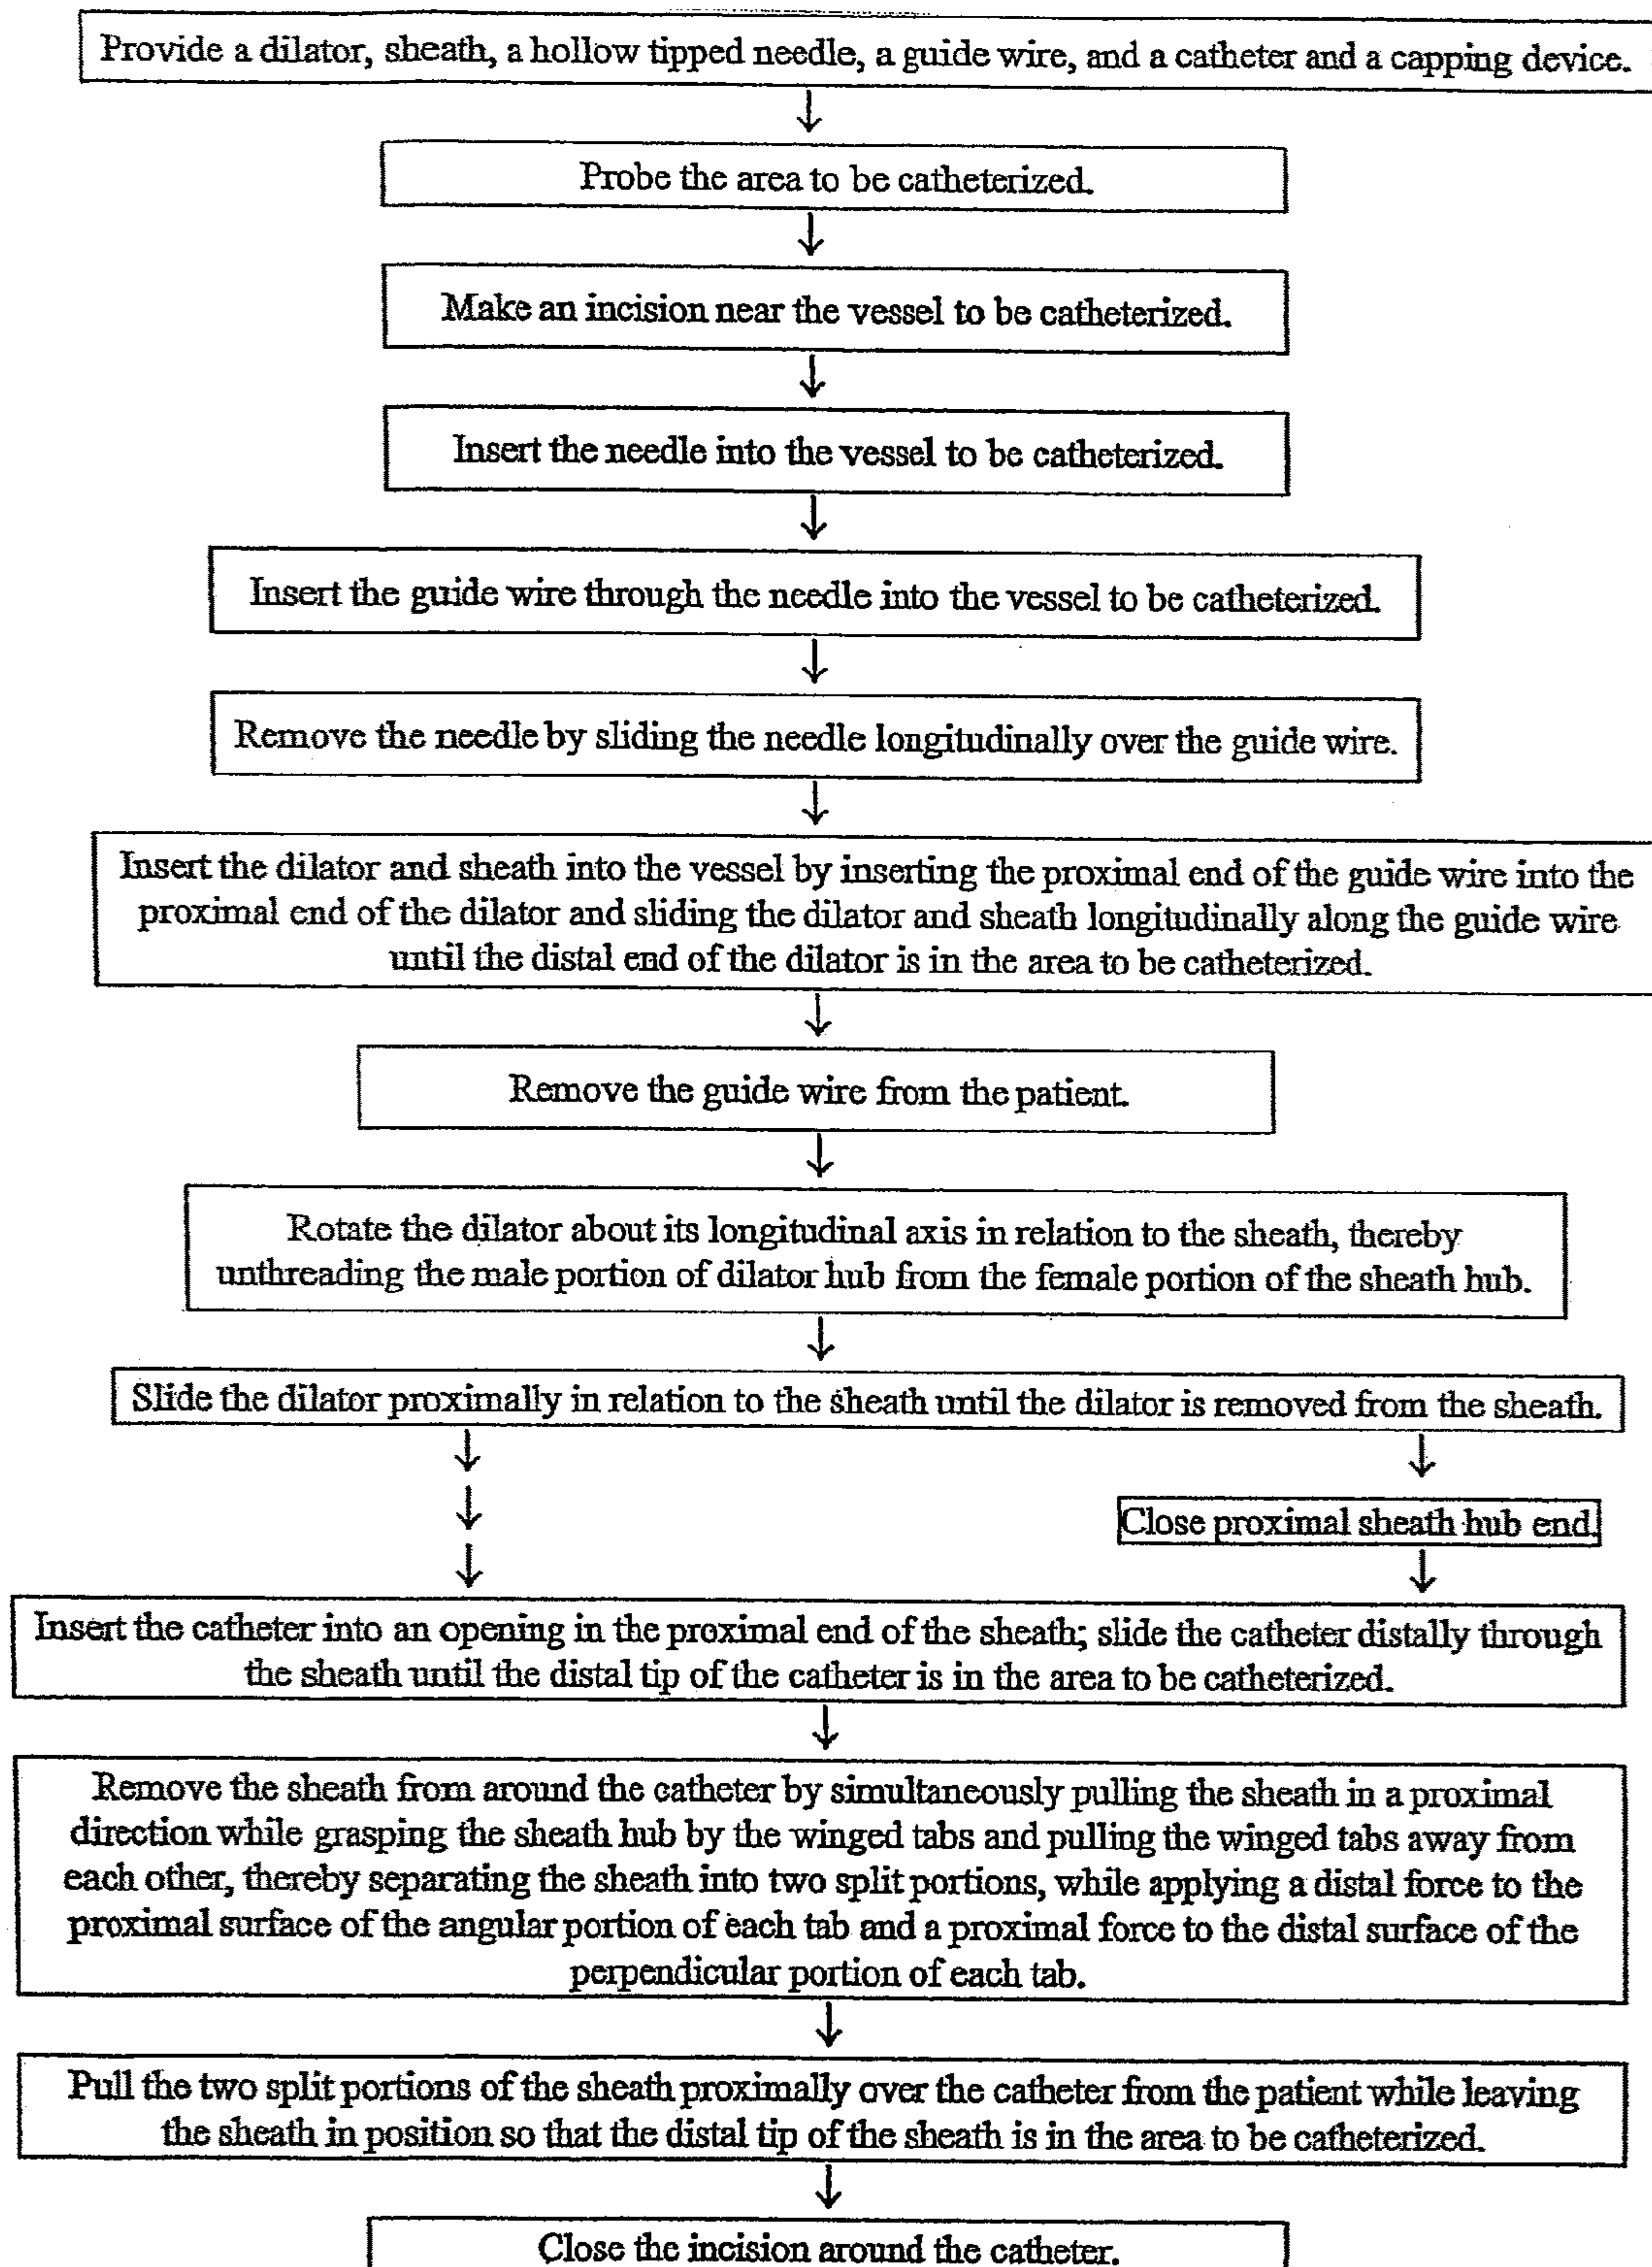 Provide a dilator, sheath, a hollow tipped needle, a guide wire, and a catheter and a capping device.
Probe the area to be catheterized.
Make an incision near the vessel to be catheterized.
Insert the needle into the vessel to be catheterized.
Insert the guide wire through the needle into the vessel to be catheterized.
Remove the needle by sliding the needle longitudinally over the guide wire.
Insert the dilator and sheath into the vessel by inserting the proximal end of the guide wire into the
proximal end of the dilator and sliding the dilator and sheath longitudinally along the guide wire
until the distal end of the dilator is in the area to be catheterized.
Remove the guide wire from the patient.
Rotate the dilator about its longitudinal axis in relation to the sheath, thereby
unthreading the male portion of dilator hub from the female portion of the sheath hub.
Slide the dilator proximally in relation to the sheath until the dilator is removed from the sheath.
Close proximal sheath hub end.
Insert the catheter into an opening in the proximal end of the sheath; slide the catheter distally through
the sheath until the distal tip of the catheter is in the area to be catheterized.
Remove the sheath from around the catheter by simultaneously pulling the sheath in a proximal
direction while grasping the sheath hub by the winged tabs and pulling the winged tabs away from
each other, thereby separating the sheath into two split portions, while applying a distal force to the
proximal surface of the angular portion of each tab and a proximal force to the distal surface of the
perpendicular portion of each tab.
Pull the two split portions of the sheath proximally over the catheter from the patient while leaving
the sheath in position so that the distal tip of the sheath is in the area to be catheterized.
Close the incision around the catheter.